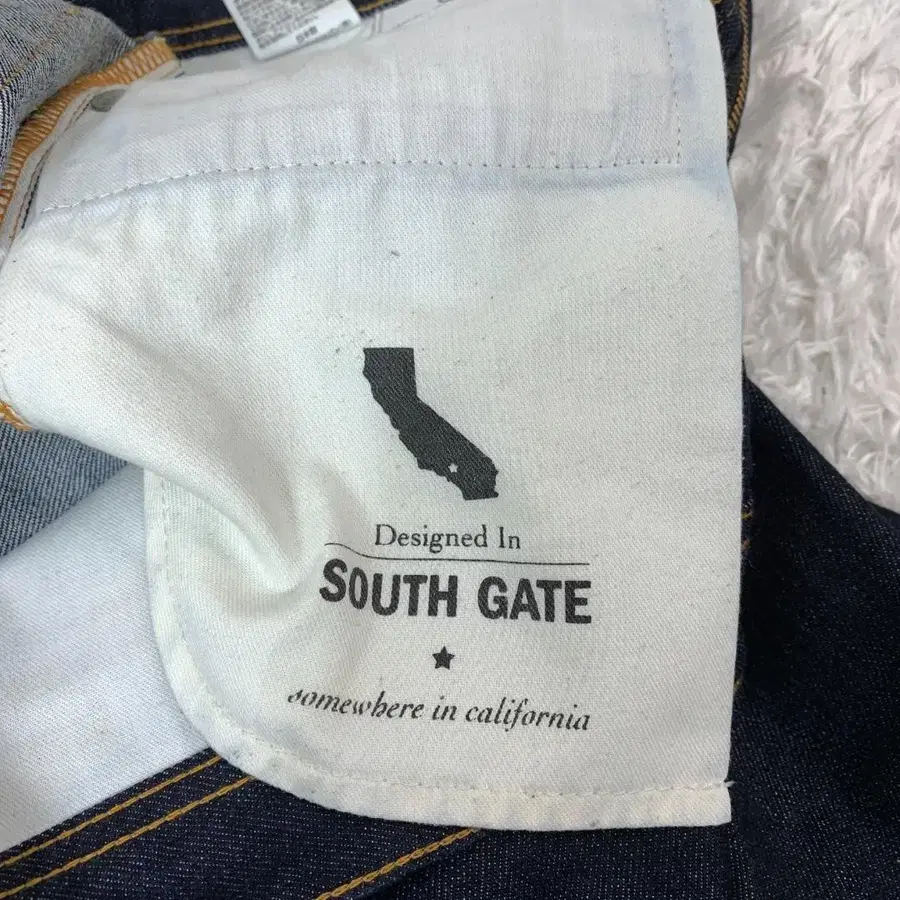 Designed In
SOUTH GATE
somewhere in california